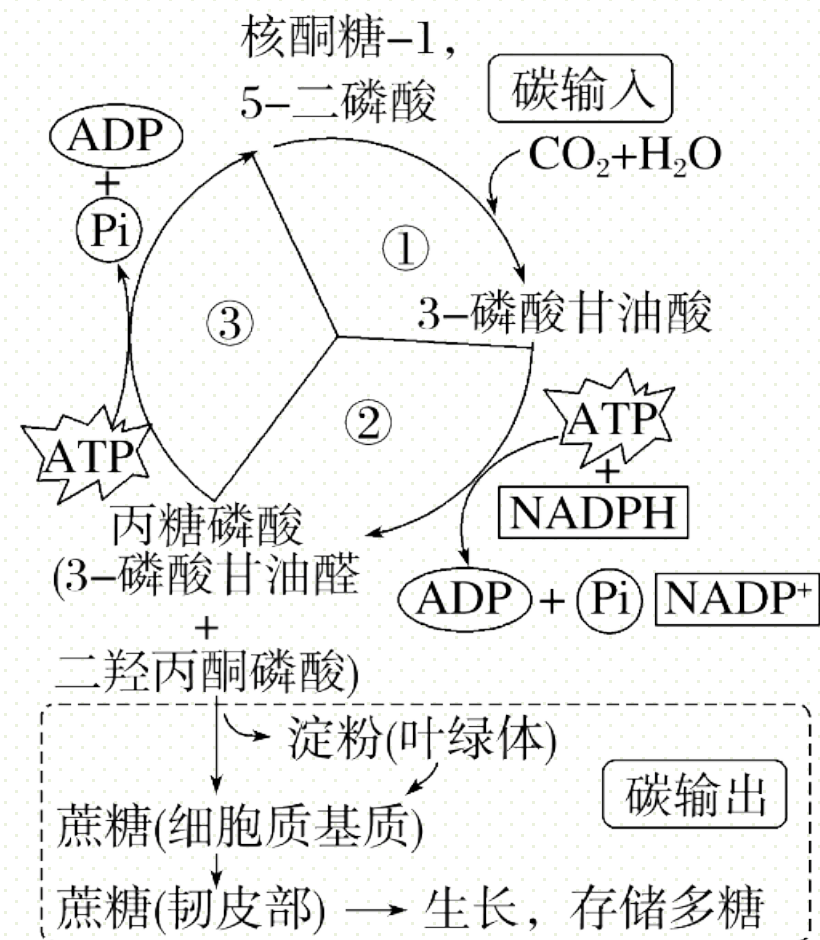 核酮糖-1,
5-二磷酸
碳输入
ADP
+
Pi
CO₂+H₂O
①
3-磷酸甘油酸
③
②
ATP
ATP
+
NADPH
丙糖磷酸
(3-磷酸甘油醛
+
二羟丙酮磷酸)
ADP + Pi NADP⁺
淀粉(叶绿体)
碳输出
蔗糖(细胞质基质)
蔗糖(韧皮部) → 生长, 存储多糖